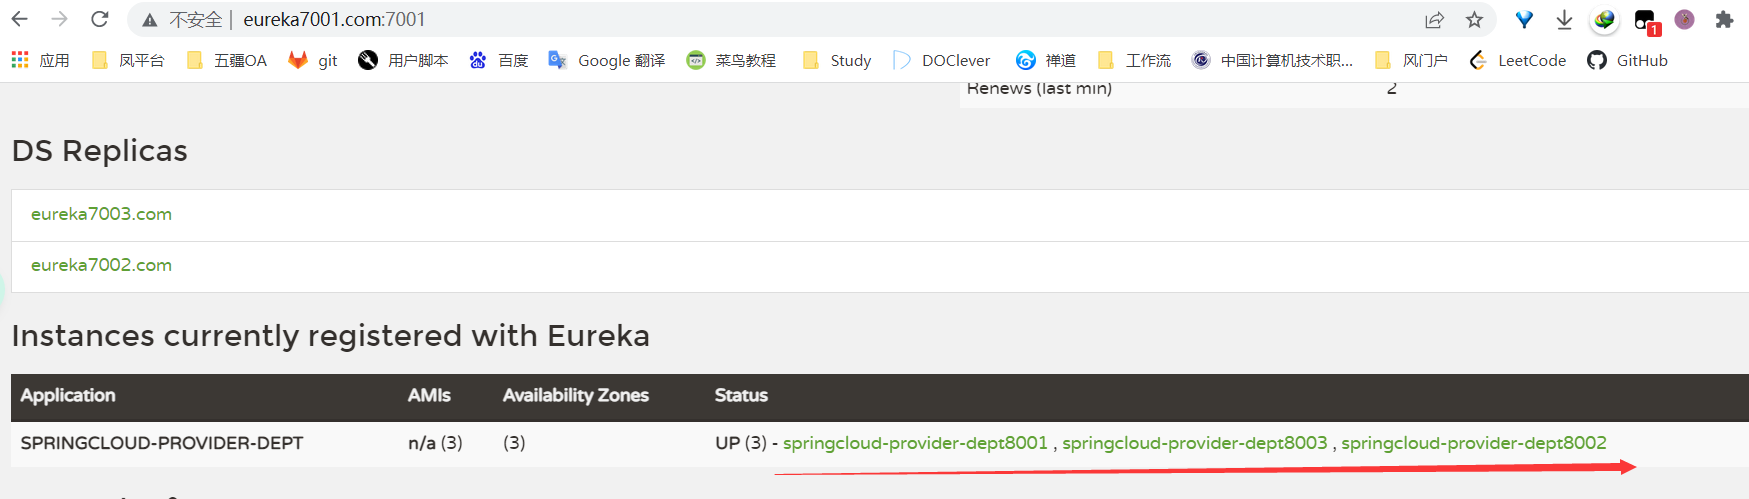 不安全 | eureka7001.com:7001
1
应用 凤平台 五疆OA git 用户脚本 百度 Google 翻译 菜鸟教程 Study DOClever 禅道 工作流 中国计算机技术职... 风门户 LeetCode GitHub
Renews (last min) 2
DS Replicas
eureka7003.com
eureka7002.com
Instances currently registered with Eureka
Application AMIs Availability Zones Status
SPRINGCLOUD-PROVIDER-DEPT n/a (3) (3) UP (3) - springcloud-provider-dept8001 , springcloud-provider-dept8003 , springcloud-provider-dept8002